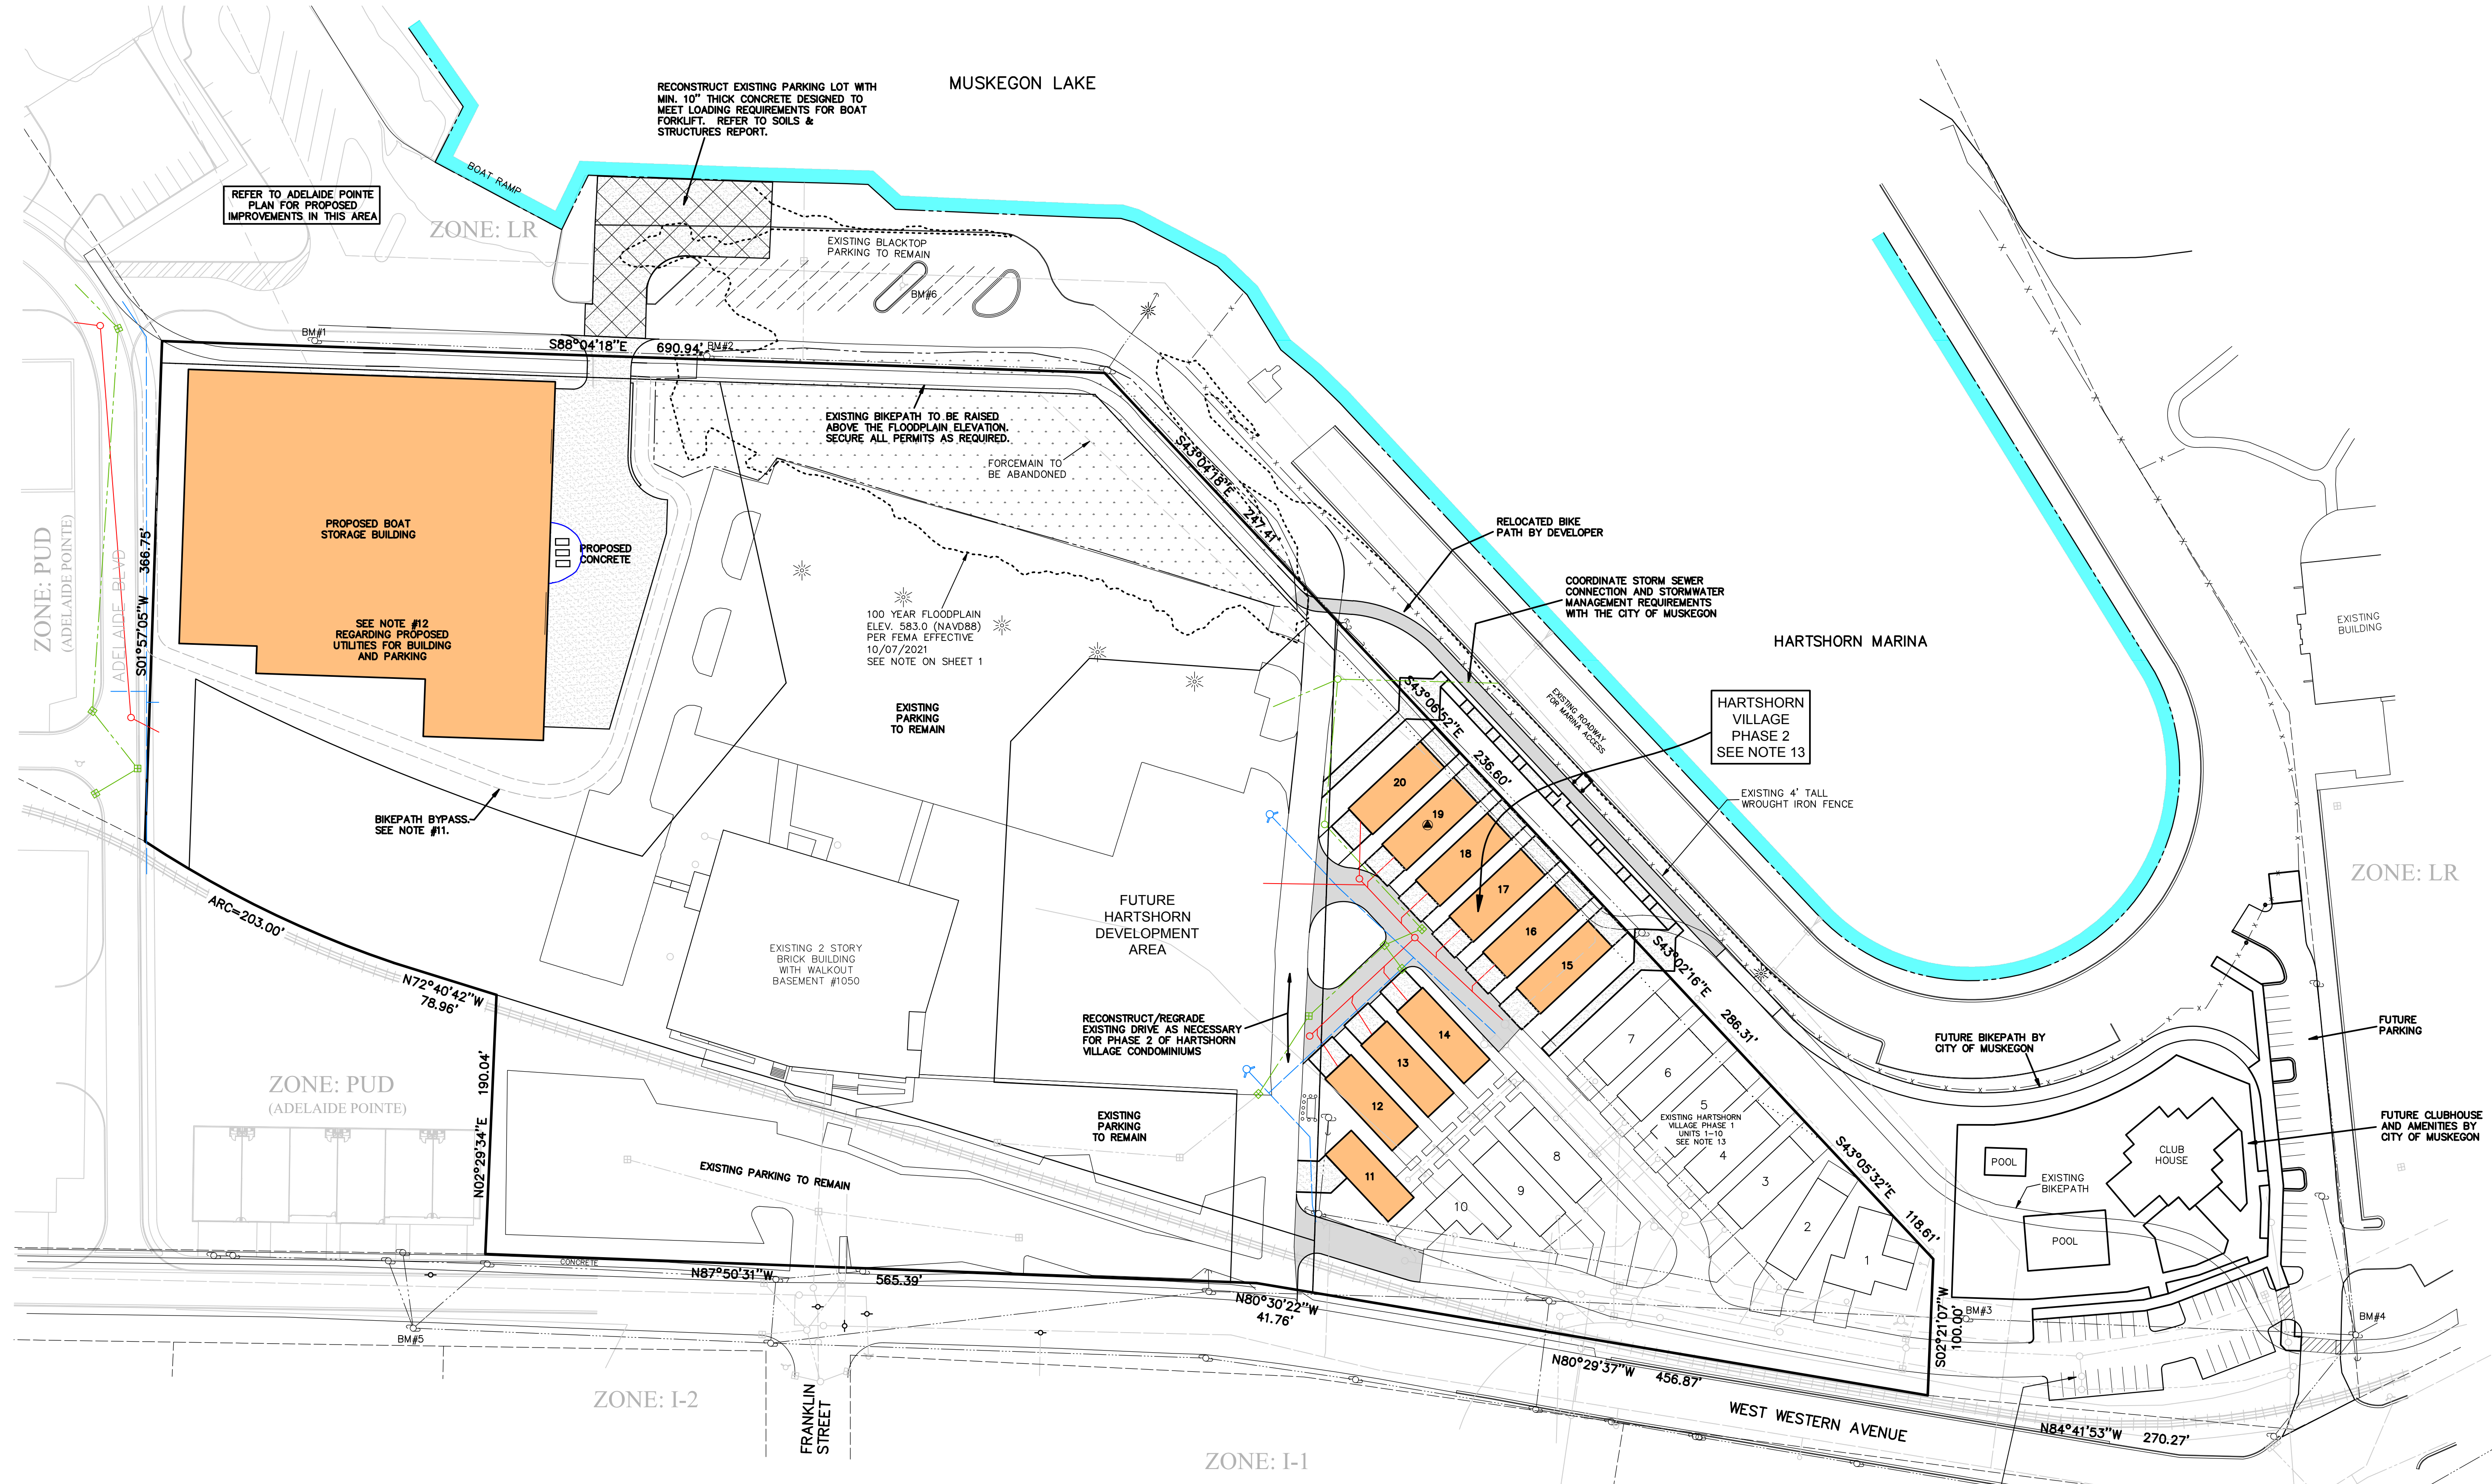 MUSKEGON LAKE
RECONSTRUCT EXISTING PARKING LOT WITH
MIN. 10" THICK CONCRETE DESIGNED TO
MEET LOADING REQUIREMENTS FOR BOAT
FORKLIFT. REFER TO SOILS &
STRUCTURES REPORT.
BOAT RAMP
REFER TO ADELAIDE POINTE
PLAN FOR PROPOSED
IMPROVEMENTS IN THIS AREA
ZONE: LR
EXISTING BLACKTOP
PARKING TO REMAIN
BM#6
BM#1
S88°04'18"E 690.94'
BM#2
EXISTING BIKEPATH TO BE RAISED
ABOVE THE FLOODPLAIN ELEVATION.
SECURE ALL PERMITS AS REQUIRED.
FORCEMAIN TO
BE ABANDONED
S43°04'18"E 247.41'
PROPOSED BOAT
STORAGE BUILDING
PROPOSED
CONCRETE
SEE NOTE #12
REGARDING PROPOSED
UTILITIES FOR BUILDING
AND PARKING
ZONE: PUD
(ADELAIDE POINTE)
ADELAIDE BLVD
S01°57'05"W 366.75'
100 YEAR FLOODPLAIN
ELEV. 583.0 (NAVD88)
PER FEMA EFFECTIVE
10/07/2021
SEE NOTE ON SHEET 1
EXISTING
PARKING
TO REMAIN
RELOCATED BIKE
PATH BY DEVELOPER
COORDINATE STORM SEWER
CONNECTION AND STORMWATER
MANAGEMENT REQUIREMENTS
WITH THE CITY OF MUSKEGON
HARTSHORN MARINA
EXISTING
BUILDING
EXISTING ROADWAY
FOR MARINA ACCESS
HARTSHORN
VILLAGE
PHASE 2
SEE NOTE 13
S43°06'52"E 236.60'
EXISTING 4' TALL
WROUGHT IRON FENCE
BIKEPATH BYPASS.
SEE NOTE #11.
ZONE: LR
20
19
18
17
16
15
14
13
12
11
ARC=203.00'
N72°40'42"W
78.96'
EXISTING 2 STORY
BRICK BUILDING
WITH WALKOUT
BASEMENT #1050
FUTURE
HARTSHORN
DEVELOPMENT
AREA
S43°02'16"E 286.31'
RECONSTRUCT/REGRADE
EXISTING DRIVE AS NECESSARY
FOR PHASE 2 OF HARTSHORN
VILLAGE CONDOMINIUMS
FUTURE BIKEPATH BY
CITY OF MUSKEGON
FUTURE
PARKING
7
6
5
EXISTING HARTSHORN
VILLAGE PHASE 1
UNITS 1-10
SEE NOTE 13
4
3
2
1
8
9
10
ZONE: PUD
(ADELAIDE POINTE)
N02°29'34"E 190.04'
EXISTING PARKING TO REMAIN
EXISTING
PARKING
TO REMAIN
S43°05'32"E 118.61'
FUTURE CLUBHOUSE
AND AMENITIES BY
CITY OF MUSKEGON
CLUB
HOUSE
POOL
EXISTING
BIKEPATH
POOL
CONCRETE
N87°50'31"W 565.39'
N80°30'22"W
41.76'
S02°21'07"W
100.00'
BM#3
BM#4
BM#5
N80°29'37"W 456.87'
FRANKLIN
STREET
ZONE: I-2
WEST WESTERN AVENUE
N84°41'53"W 270.27'
ZONE: I-1